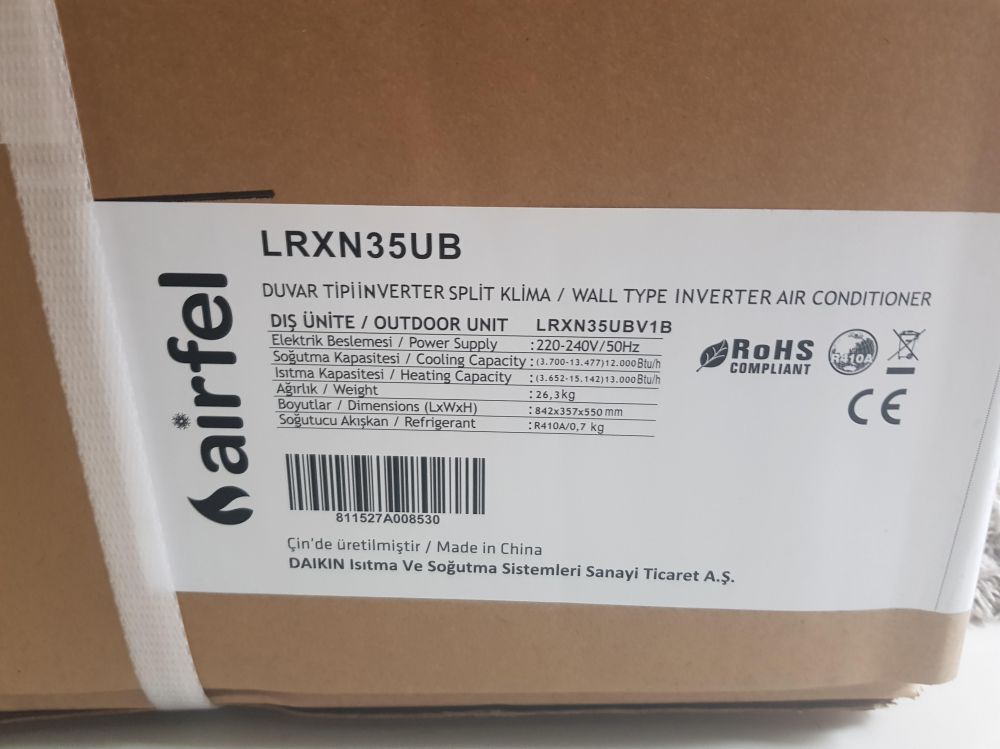 LRXN35UB
DUVAR TİPİİNVERTER SPLİT KLİMA / WALL TYPE INVERTER AIR CONDITIONER
DIŞ ÜNİTE / OUTDOOR UNIT LRXN35UBV1B
Elektrik Beslemesi / Power Supply :220-240V/50Hz
Soğutma Kapasitesi / Cooling Capacity :(3.700-13.477)12.000Btu/h
Isıtma Kapasitesi / Heating Capacity :(3.652-15.142)13.000Btu/h
Ağırlık / Weight :26,3kg
Boyutlar / Dimensions (LxWxH) :842x357x550mm
Soğutucu Akışkan / Refrigerant :R410A/0,7 kg
airfel
RoHS
COMPLIANT
R410A
CE
811527A008530
Çin'de üretilmiştir / Made in China
DAIKIN Isıtma Ve Soğutma Sistemleri Sanayi Ticaret A.Ş.